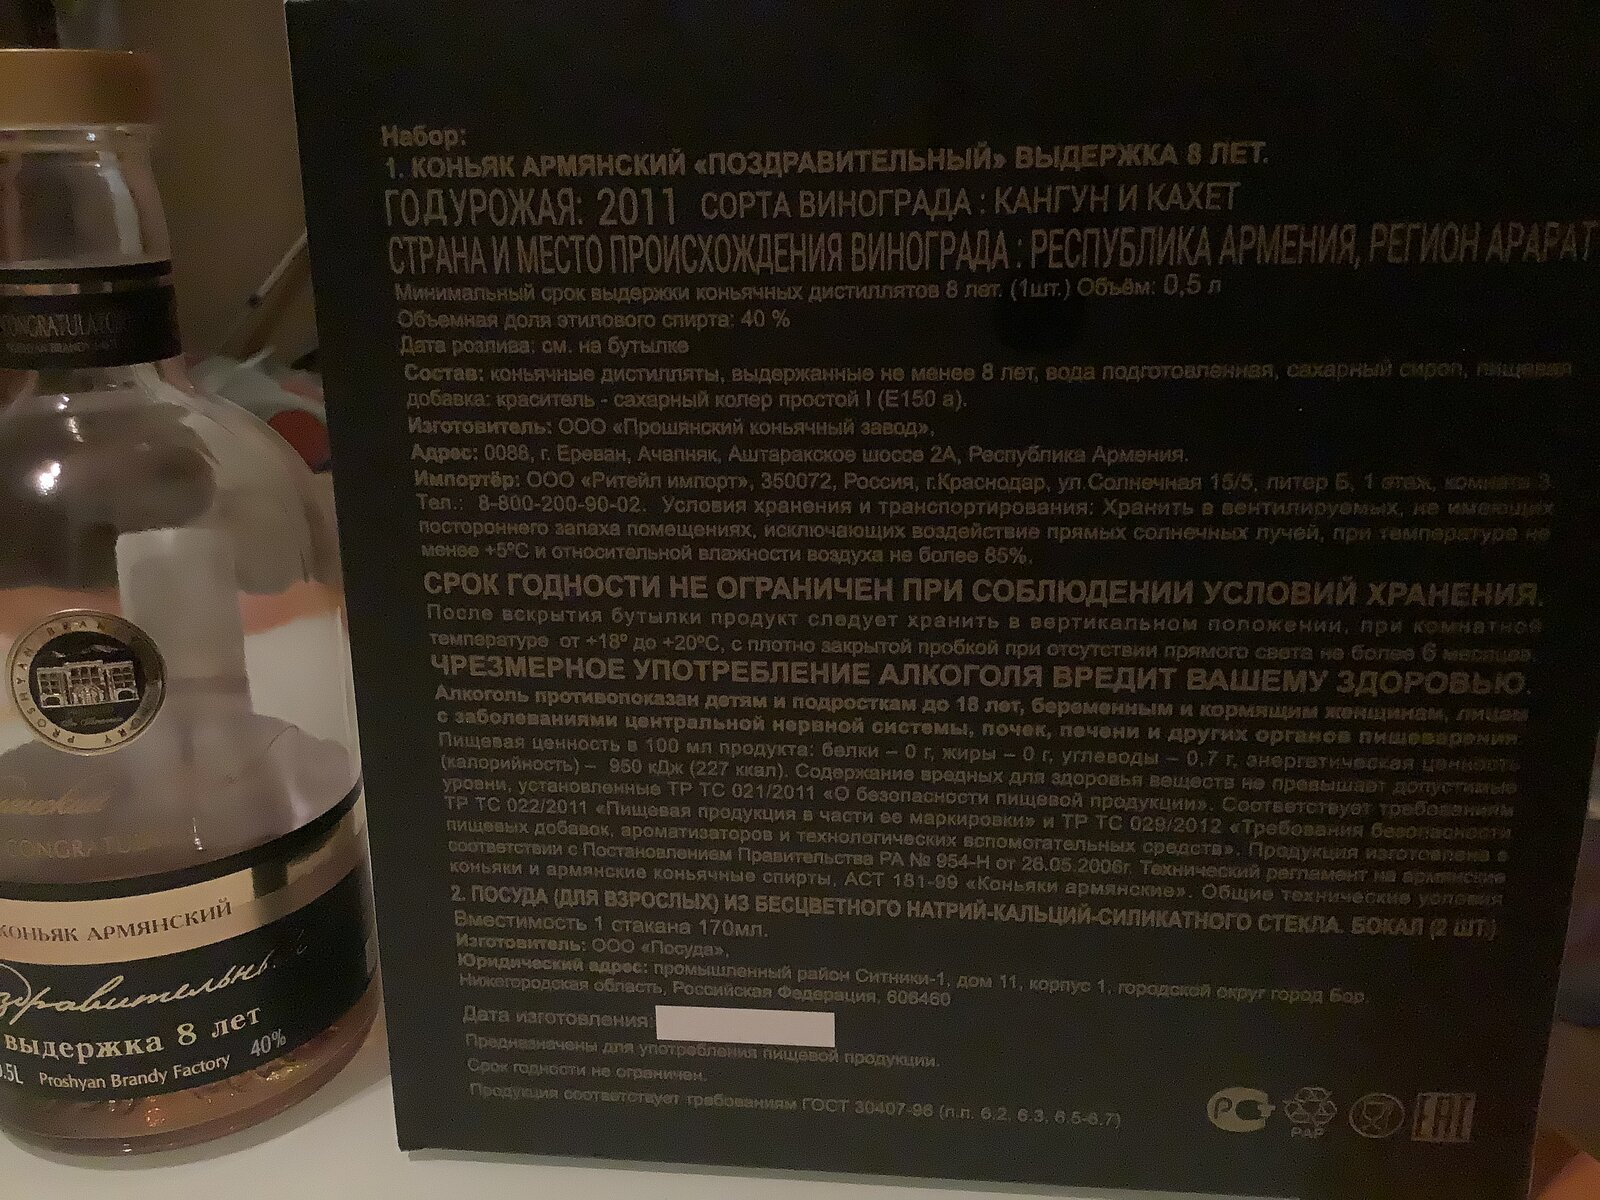 Набор:
1. КОНЬЯК АРМЯНСКИЙ «ПОЗДРАВИТЕЛЬНЫЙ» ВЫДЕРЖКА 8 ЛЕТ.
ГОД УРОЖАЯ: 2011 СОРТА ВИНОГРАДА : КАНГУН И КАХЕТ
СТРАНА И МЕСТО ПРОИСХОЖДЕНИЯ ВИНОГРАДА : РЕСПУБЛИКА АРМЕНИЯ, РЕГИОН АРАРАТ
Минимальный срок выдержки коньячных дистиллятов 8 лет. (1шт.) Объём: 0,5 л
Объемная доля этилового спирта: 40 %
Дата розлива: см. на бутылке
Состав: коньячные дистилляты, выдержанные не менее 8 лет, вода подготовленная, сахарный сироп, пищевая
добавка: краситель - сахарный колер простой I (Е150 а).
Изготовитель: ООО «Прошянский коньячный завод»,
Адрес: 0088, г. Ереван, Ачапняк, Аштаракское шоссе 2А, Республика Армения.
Импортёр: ООО «Ритейл импорт», 350072, Россия, г.Краснодар, ул.Солнечная 15/5, литер Б, 1 этаж, комната 3.
Тел.: 8-800-200-90-02. Условия хранения и транспортирования: Хранить в вентилируемых, не имеющих
постороннего запаха помещениях, исключающих воздействие прямых солнечных лучей, при температуре не
менее +5ºС и относительной влажности воздуха не более 85%.
СРОК ГОДНОСТИ НЕ ОГРАНИЧЕН ПРИ СОБЛЮДЕНИИ УСЛОВИЙ ХРАНЕНИЯ.
После вскрытия бутылки продукт следует хранить в вертикальном положении, при комнатной
температуре от +18º до +20ºС, с плотно закрытой пробкой при отсутствии прямого света не более 6 месяцев.
ЧРЕЗМЕРНОЕ УПОТРЕБЛЕНИЕ АЛКОГОЛЯ ВРЕДИТ ВАШЕМУ ЗДОРОВЬЮ.
Алкоголь противопоказан детям и подросткам до 18 лет, беременным и кормящим женщинам, лицам
с заболеваниями центральной нервной системы, почек, печени и других органов пищеварения.
Пищевая ценность в 100 мл продукта: белки – 0 г, жиры – 0 г, углеводы – 0,7 г, энергетическая ценность
(калорийность) – 950 кДж (227 ккал). Содержание вредных для здоровья веществ не превышает допустимые
уровни, установленные ТР ТС 021/2011 «О безопасности пищевой продукции». Соответствует требованиям
ТР ТС 022/2011 «Пищевая продукция в части ее маркировки» и ТР ТС 029/2012 «Требования безопасности
пищевых добавок, ароматизаторов и технологических вспомогательных средств». Продукция изготовлена в
соответствии с Постановлением Правительства РА № 954-Н от 26.05.2006г. Технический регламент на армянские
коньяки и армянские коньячные спирты, АСТ 181-99 «Коньяки армянские». Общие технические условия
2. ПОСУДА (ДЛЯ ВЗРОСЛЫХ) ИЗ БЕСЦВЕТНОГО НАТРИЙ-КАЛЬЦИЙ-СИЛИКАТНОГО СТЕКЛА. БОКАЛ (2 ШТ.)
Вместимость 1 стакана 170мл.
Изготовитель: ООО «Посуда»,
Юридический адрес: промышленный район Ситники-1, дом 11, корпус 1, городской округ город Бор,
Нижегородская область, Российская Федерация, 606460
Дата изготовления
Предназначены для употребления пищевой продукции.
Срок годности не ограничен.
Продукция соответствует требованиям ГОСТ 30407-96 (п.п. 6.2, 6.3, 6.5-6.7)
PAP
EAC
КОНЬЯК АРМЯНСКИЙ
выдержка 8 лет
Proshyan Brandy Factory 40%